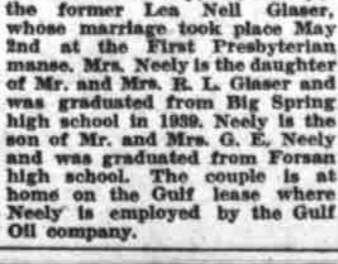 the former Lea Nell Glaser,
whose marriage took place May
2nd at the First Presbyterian
manse. Mrs. Neely is the daughter
of Mr. and Mrs. R. L. Glaser and
was graduated from Big Spring
high school in 1939. Neely is the
son of Mr. and Mrs. G. E. Neely
and was graduated from Forsan
high school. The couple is at
home on the Gulf lease where
Neely is employed by the Gulf
Oil company.